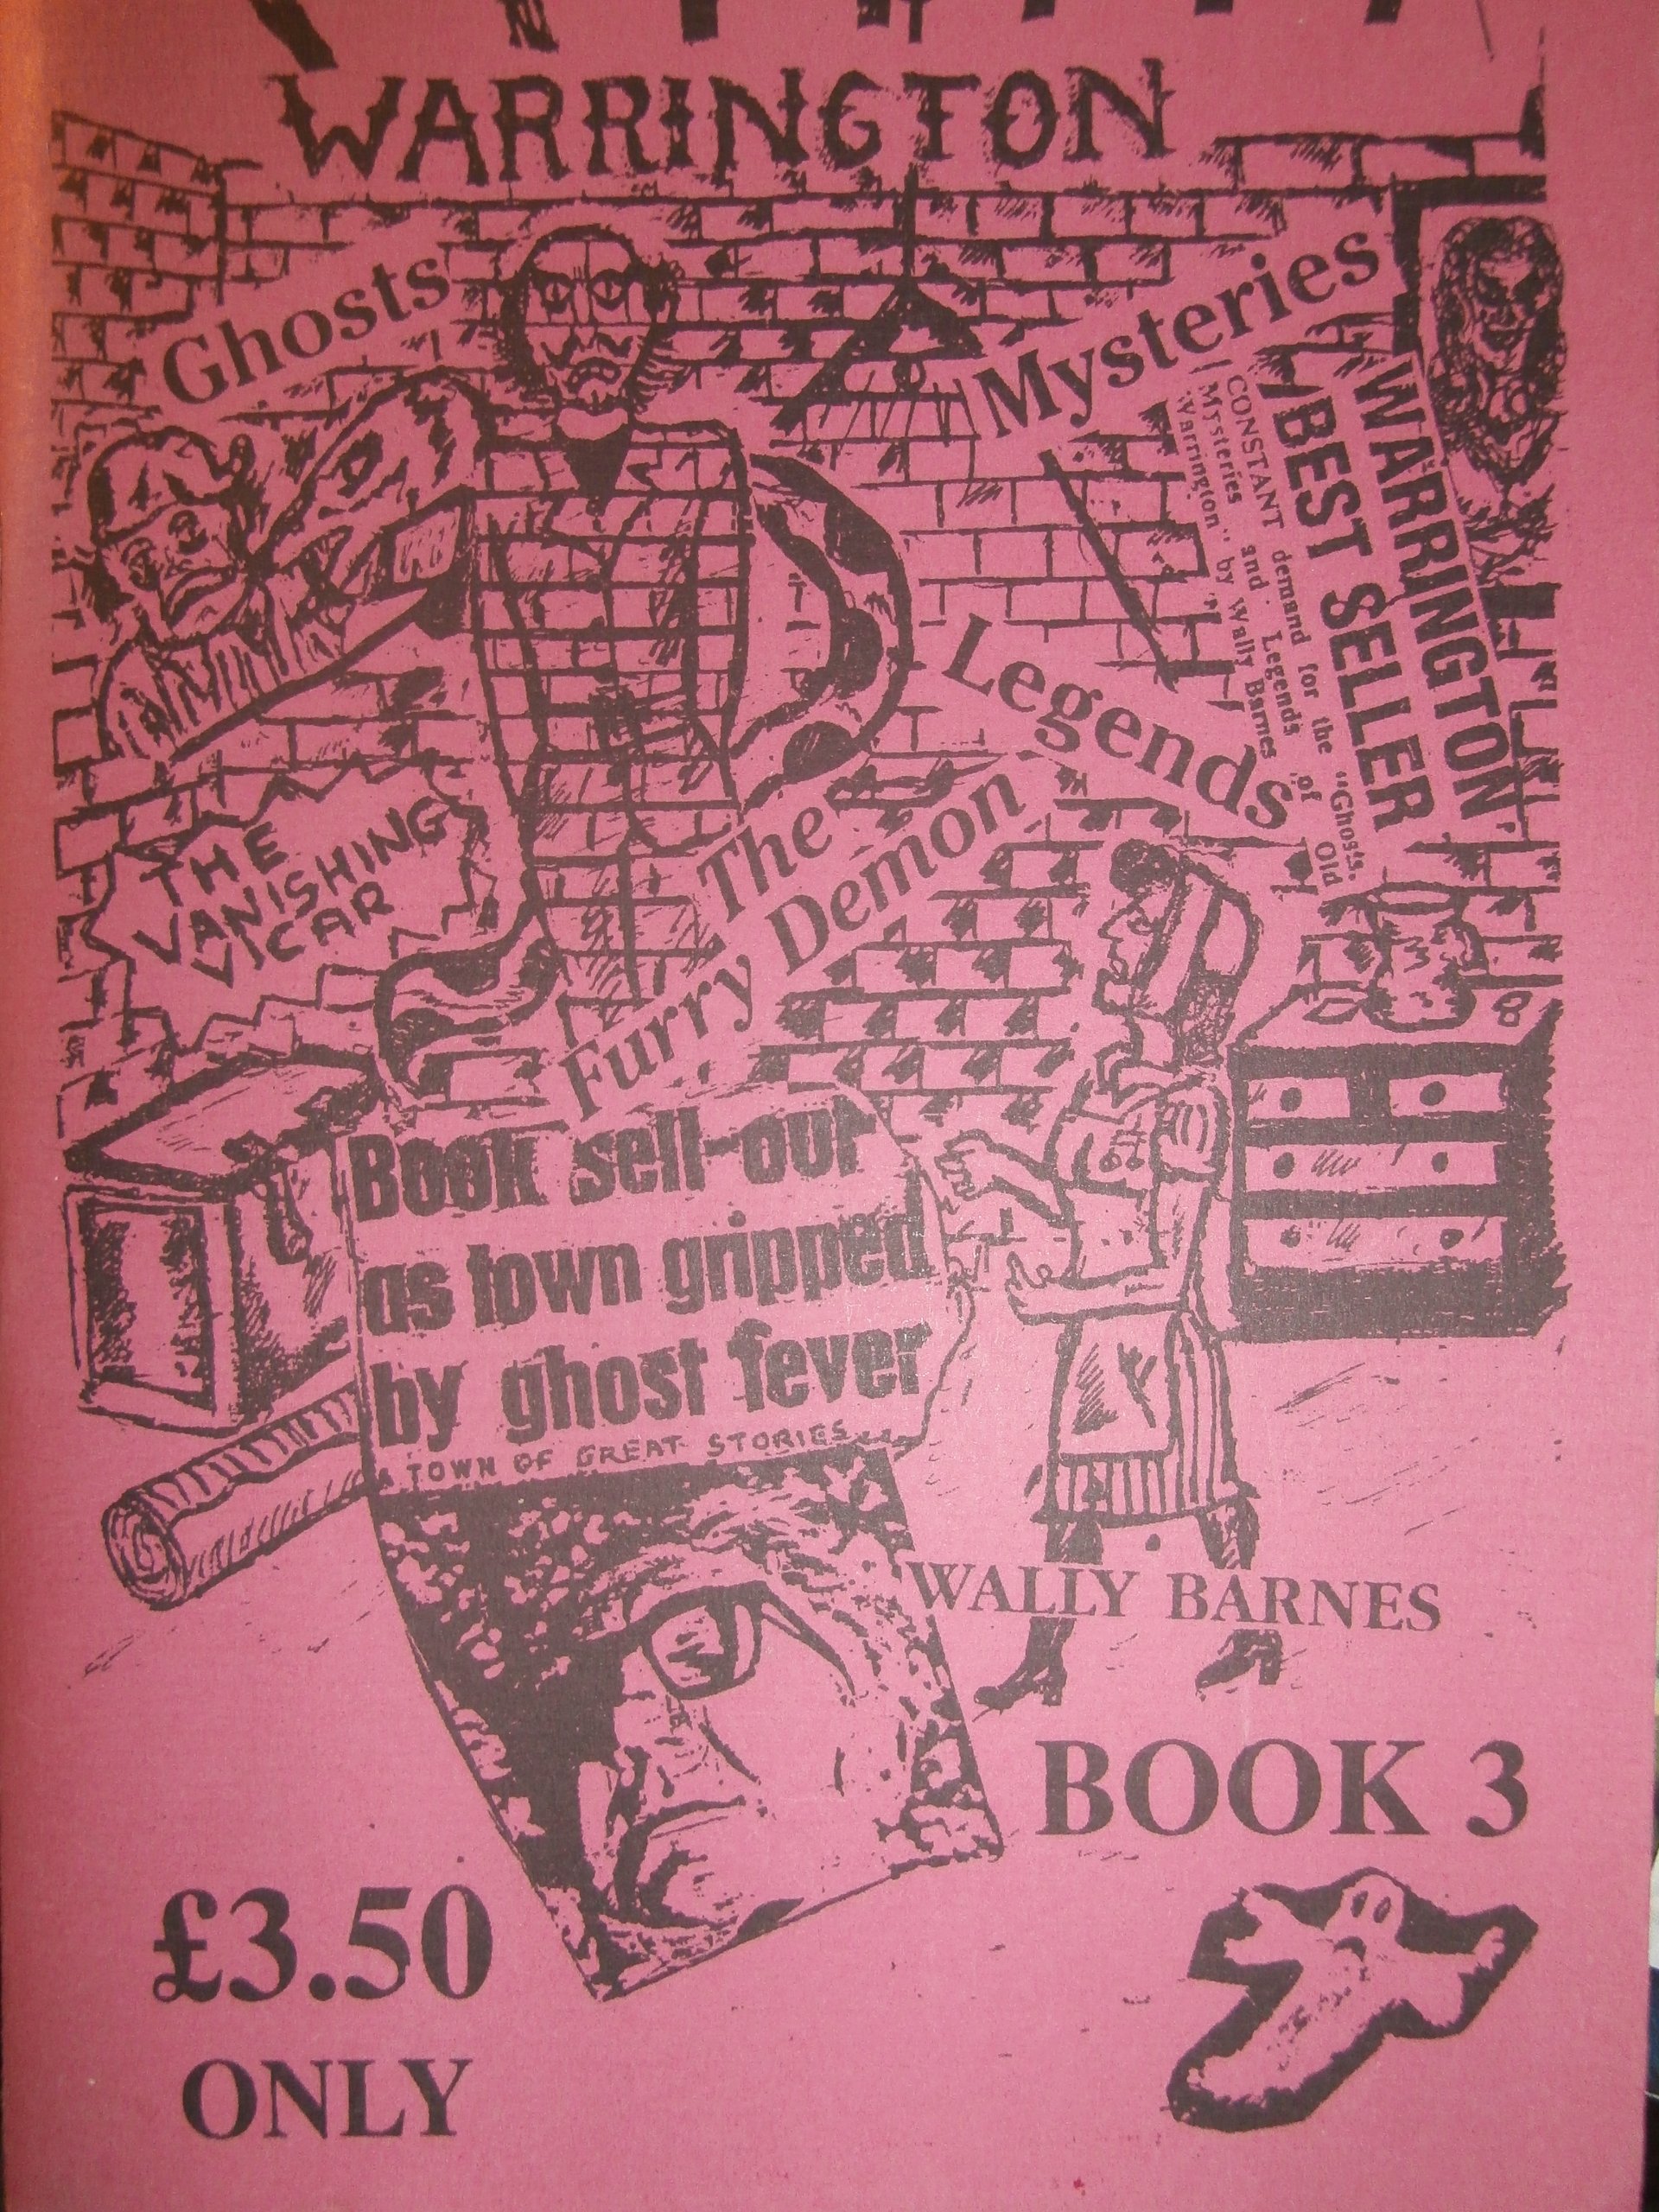 WARRINGTON
Ghosts
Mysteries
WARRINGTON
BEST SELLER
CONSTANT demand for the "Ghosts,
Mysteries and Legends of Old
Warrington" by Wally Barnes
Legends
THE
VANISHING
VICAR
The
Furry Demon
Book sell-out
as town gripped
by ghost fever
A TOWN OF GREAT STORIES....
WALLY BARNES
BOOK 3
£3.50
ONLY